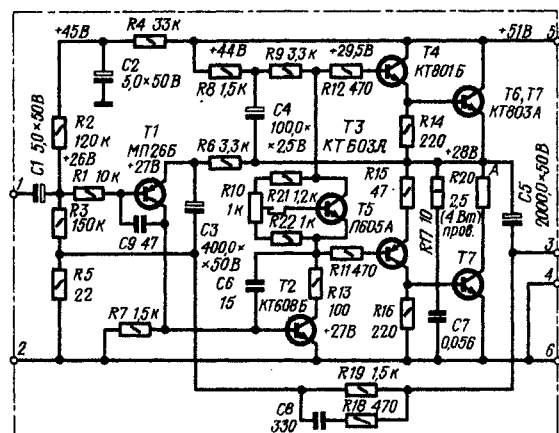 +45В
R4 33к
+51В
5
+44В
R9 3,3к
+29,5В
T4
КТ801Б
C2
5,0×50В
R8 1,5к
R12 470
T6, T7
КТ803А
C1 5,0×50В
R2
120к
+26В
T1
МП26Б
+27В
C4
100,0×
×25В
R6 3,3к
T3
КТ603А
R14
220
+28В
A
1
R1 10к
R15
47
R20
2,5
(4 Вт)
пров.
C5
2000,0×50В
R3
150к
R10
1к
R21 1,2к
R22 1к
T5
П605А
R17 10
C9 47
C3
400,0×
×50В
3
R5
22
C6
15
T2
КТ608Б
R11 470
R13
100
T7
4
R7 1,5к
+27В
R16
220
C7
0,056
2
6
R19 1,5к
C8
330
R18 470